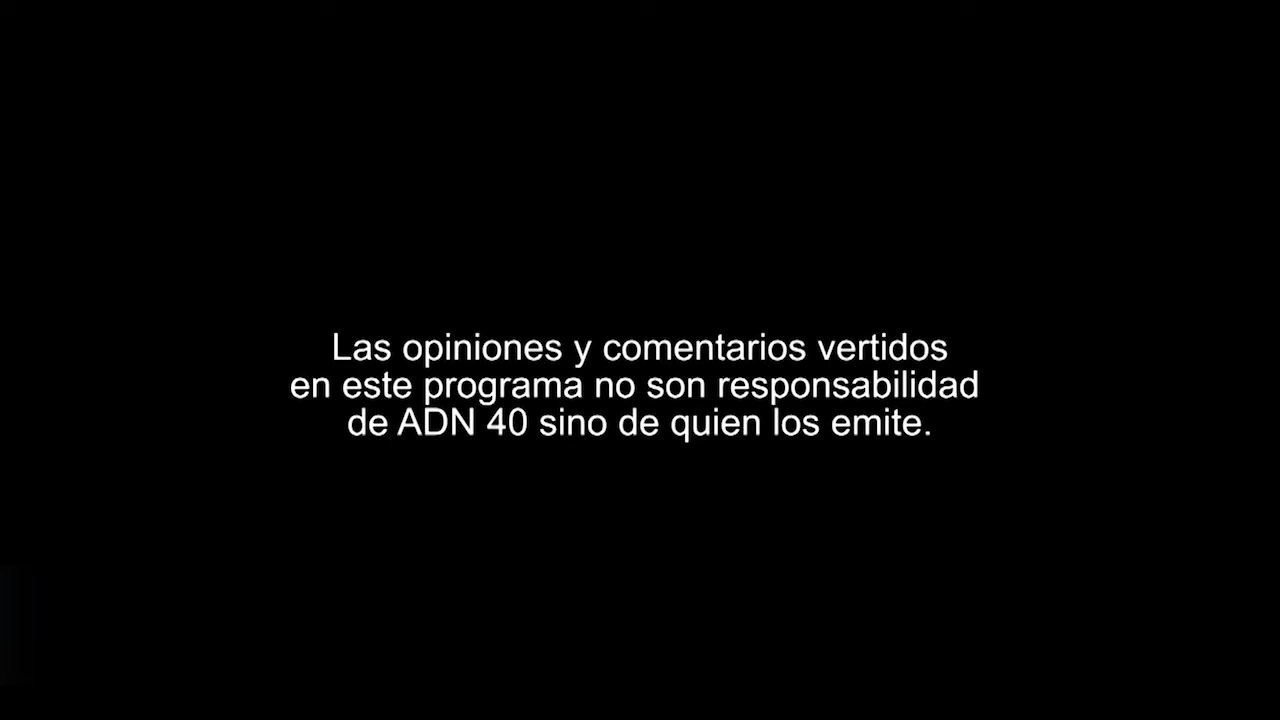 Las opiniones y comentarios vertidos
en este programa no son responsabilidad
de ADN 40 sino de quien los emite.